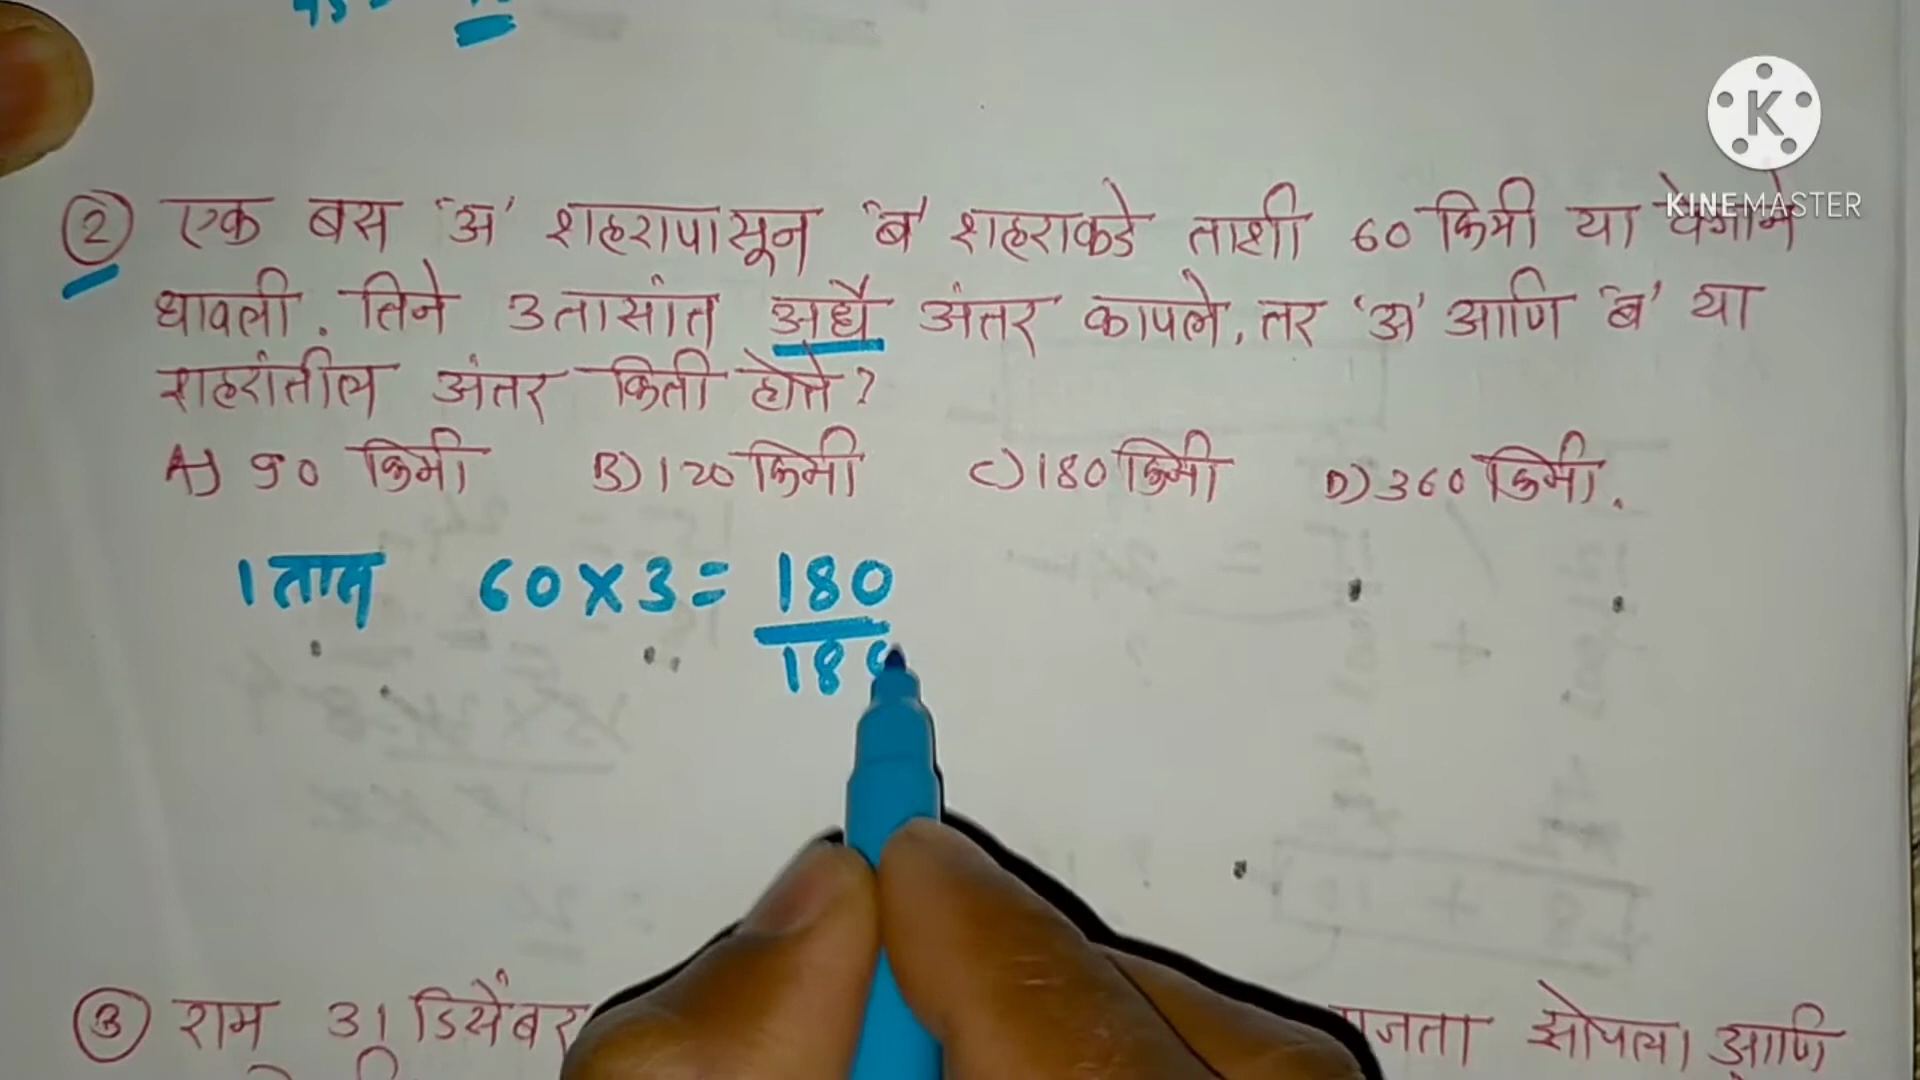 ② एक बस 'अ' शहरापासून 'ब' शहराकडे ताशी 60 किमी या वेगाने
धावली. तिने 3 तासांत अर्धे अंतर कापले, तर 'अ' आणि 'ब' या
शहरांतील अंतर किती होते?
A) 90 किमी B) 120 किमी C) 180 किमी D) 360 किमी.
1 तास 60 × 3 = 180
18
③ राम 31 डिसेंबर झोपला आणि
KINEMASTER